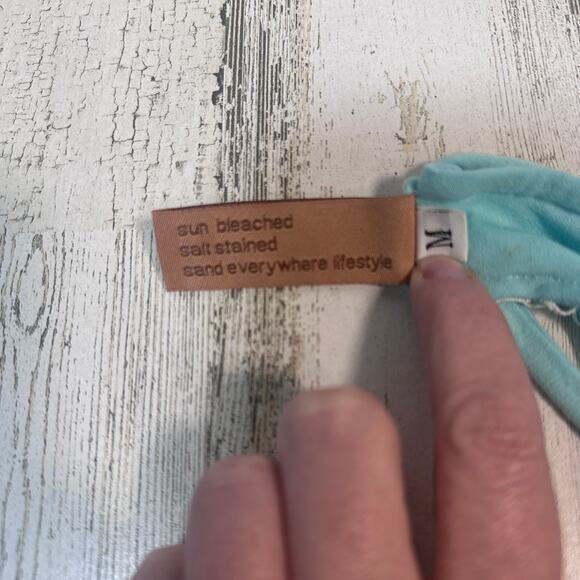 sun bleached
salt stained
sand everywhere lifestyle
M